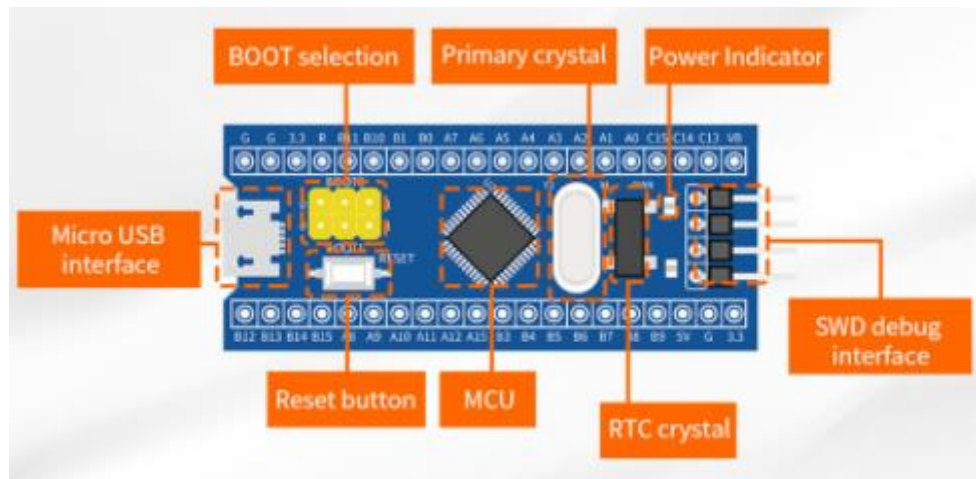 BOOT selection
Primary crystal
Power Indicator
G G 3.3 R B11 B10 B1 B0 A7 A6 A5 A4 A3 A2 A1 A0 C15 C14 C13 VB
BOOT0
Micro USB
interface
BOOT1
RESET
B12 B13 B14 B15 A8 A9 A10 A11 A12 A15 B3 B4 B5 B6 B7 B8 B9 5V G 3.3
SWD debug
interface
Reset button
MCU
RTC crystal